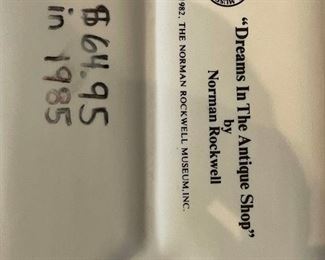 "Dreams In The Antique Shop"
by
Norman Rockwell
982. THE NORMAN ROCKWELL MUSEUM. INC.
$64.95
in 1985